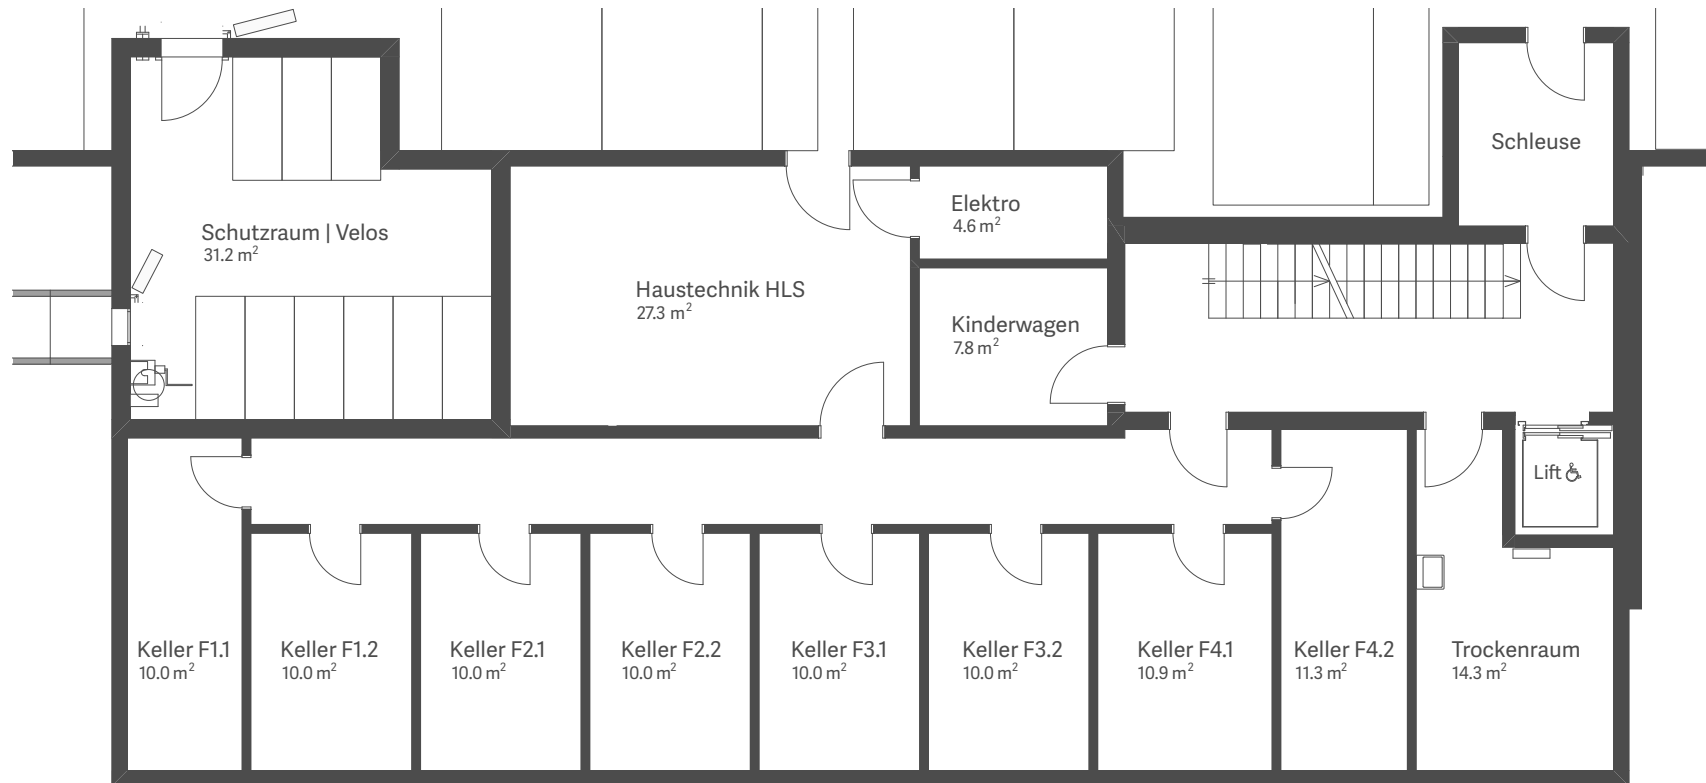 Schleuse
Elektro
4.6 m²
Schutzraum | Velos
31.2 m²
Haustechnik HLS
27.3 m²
Kinderwagen
7.8 m²
Lift
Keller F1.1
10.0 m²
Keller F1.2
10.0 m²
Keller F2.1
10.0 m²
Keller F2.2
10.0 m²
Keller F3.1
10.0 m²
Keller F3.2
10.0 m²
Keller F4.1
10.9 m²
Keller F4.2
11.3 m²
Trockenraum
14.3 m²